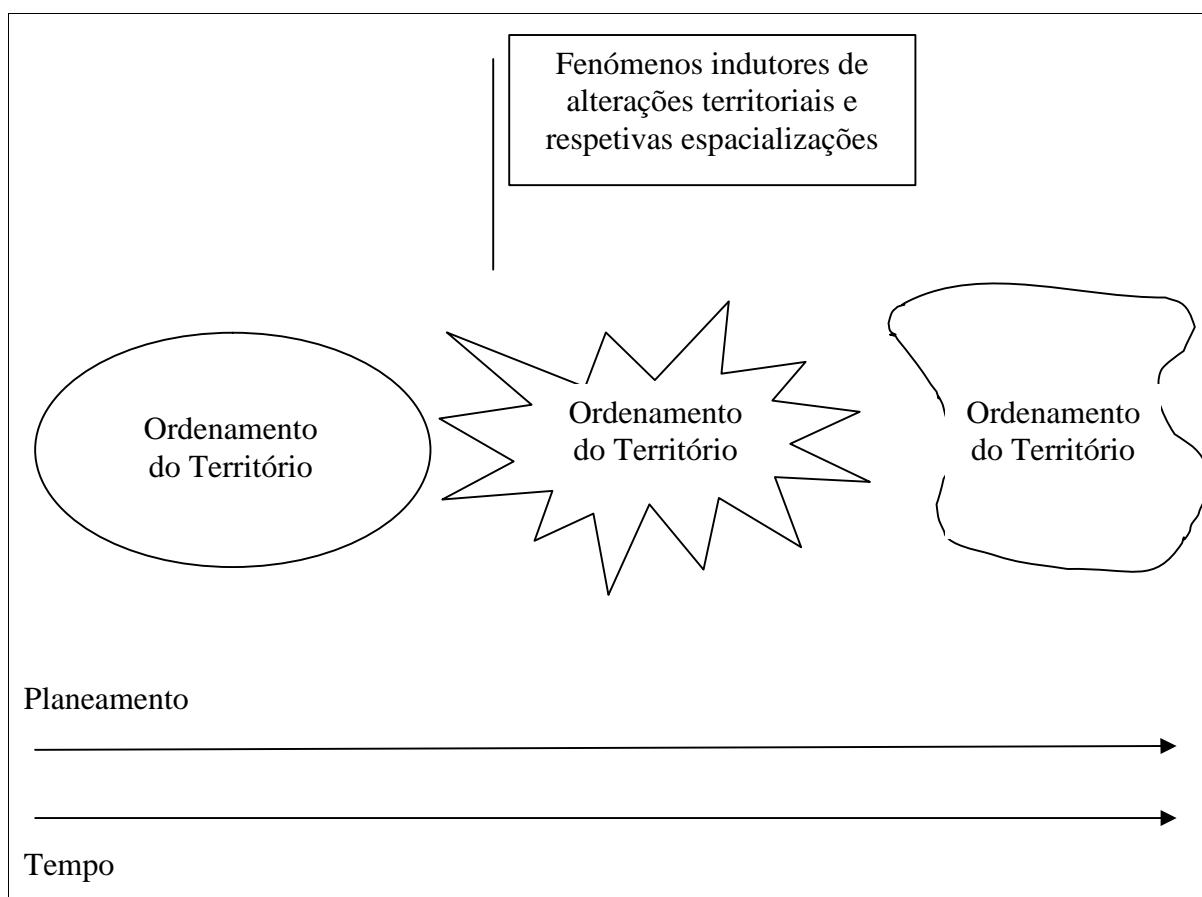 Fenómenos indutores de
alterações territoriais e
respetivas espacializações
Ordenamento
do Território
Ordenamento
do Território
Ordenamento
do Território
Planeamento
Tempo